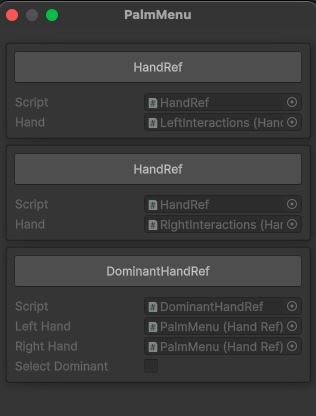 PalmMenu
HandRef
Script HandRef
Hand LeftInteractions (Hand
HandRef
Script HandRef
Hand RightInteractions (Har
DominantHandRef
Script DominantHandRef
Left Hand PalmMenu (Hand Ref)
Right Hand PalmMenu (Hand Ref)
Select Dominant